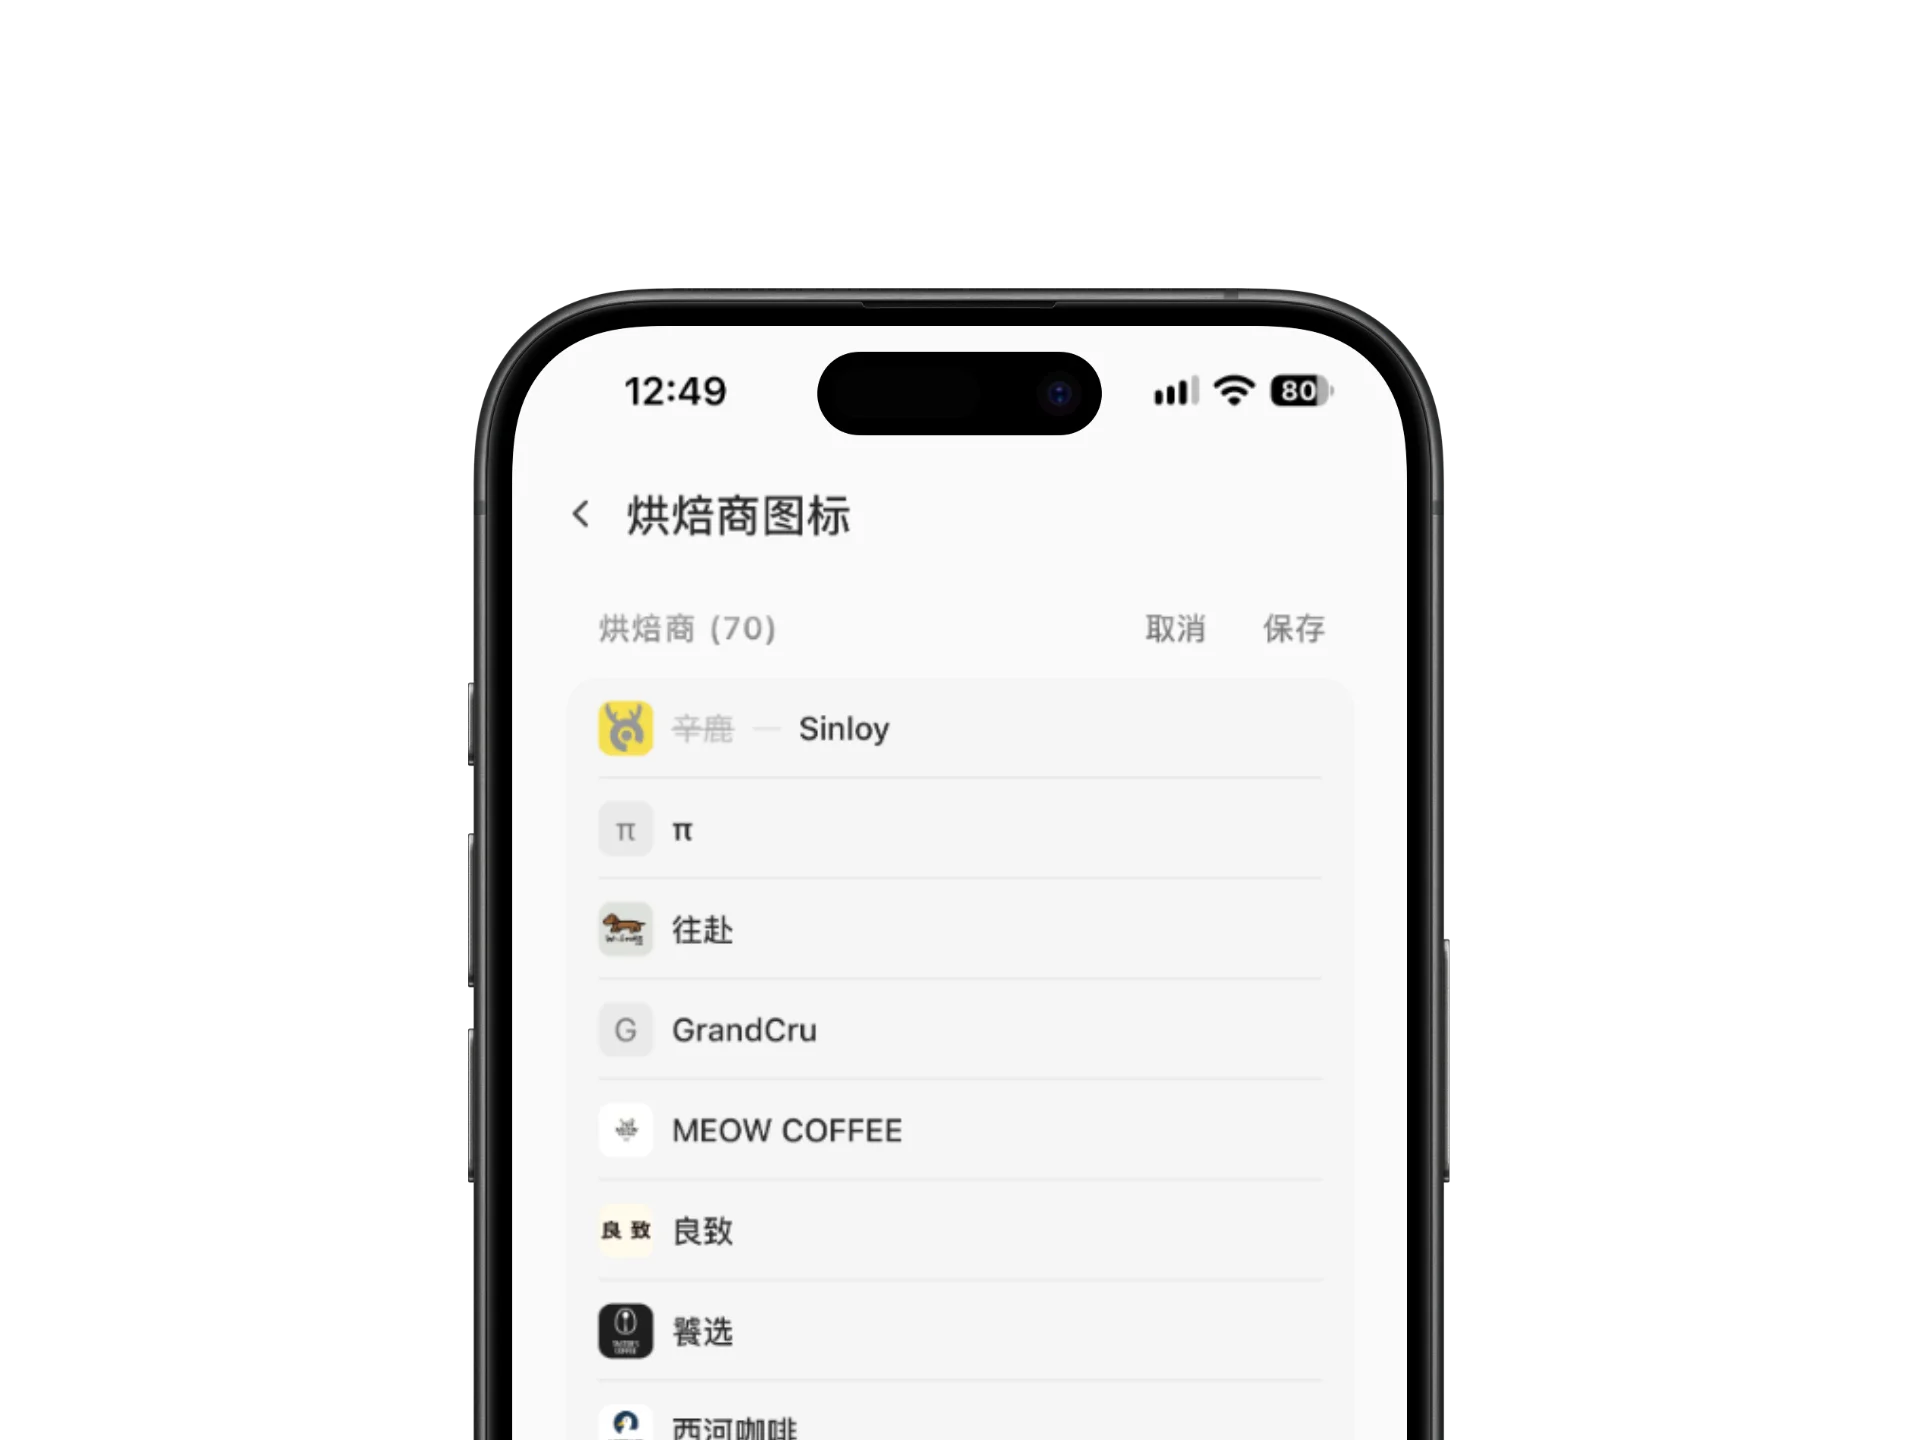 12:49
80
烘焙商图标
烘焙商 (70)
取消 保存
辛鹿 — Sinloy
π π
往赴
G GrandCru
MEOW COFFEE
良 致 良致
饕选
西河咖啡